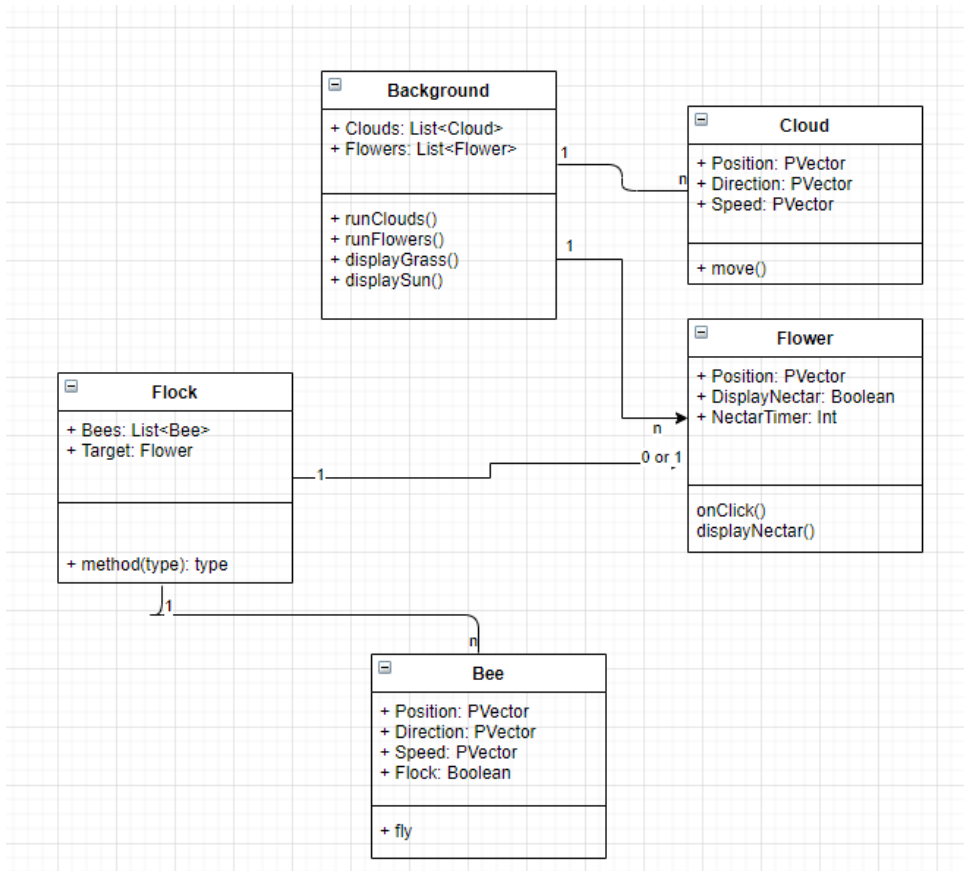 Background
+ Clouds: List<Cloud>
+ Flowers: List<Flower>
+ runClouds()
+ runFlowers()
+ displayGrass()
+ displaySun()
1
n
1
n
Cloud
+ Position: PVector
+ Direction: PVector
+ Speed: PVector
+ move()
Flower
+ Position: PVector
+ DisplayNectar: Boolean
+ NectarTimer: Int
onClick()
displayNectar()
Flock
+ Bees: List<Bee>
+ Target: Flower
+ method(type): type
1
0 or 1
1
n
Bee
+ Position: PVector
+ Direction: PVector
+ Speed: PVector
+ Flock: Boolean
+ fly